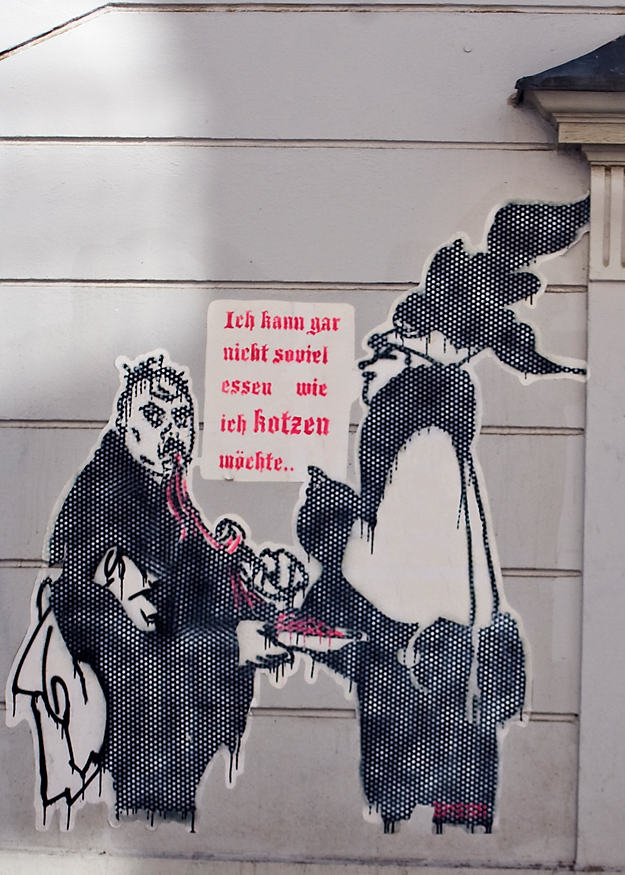 Ich kann gar
nicht soviel
essen wie
ich kotzen
möchte..